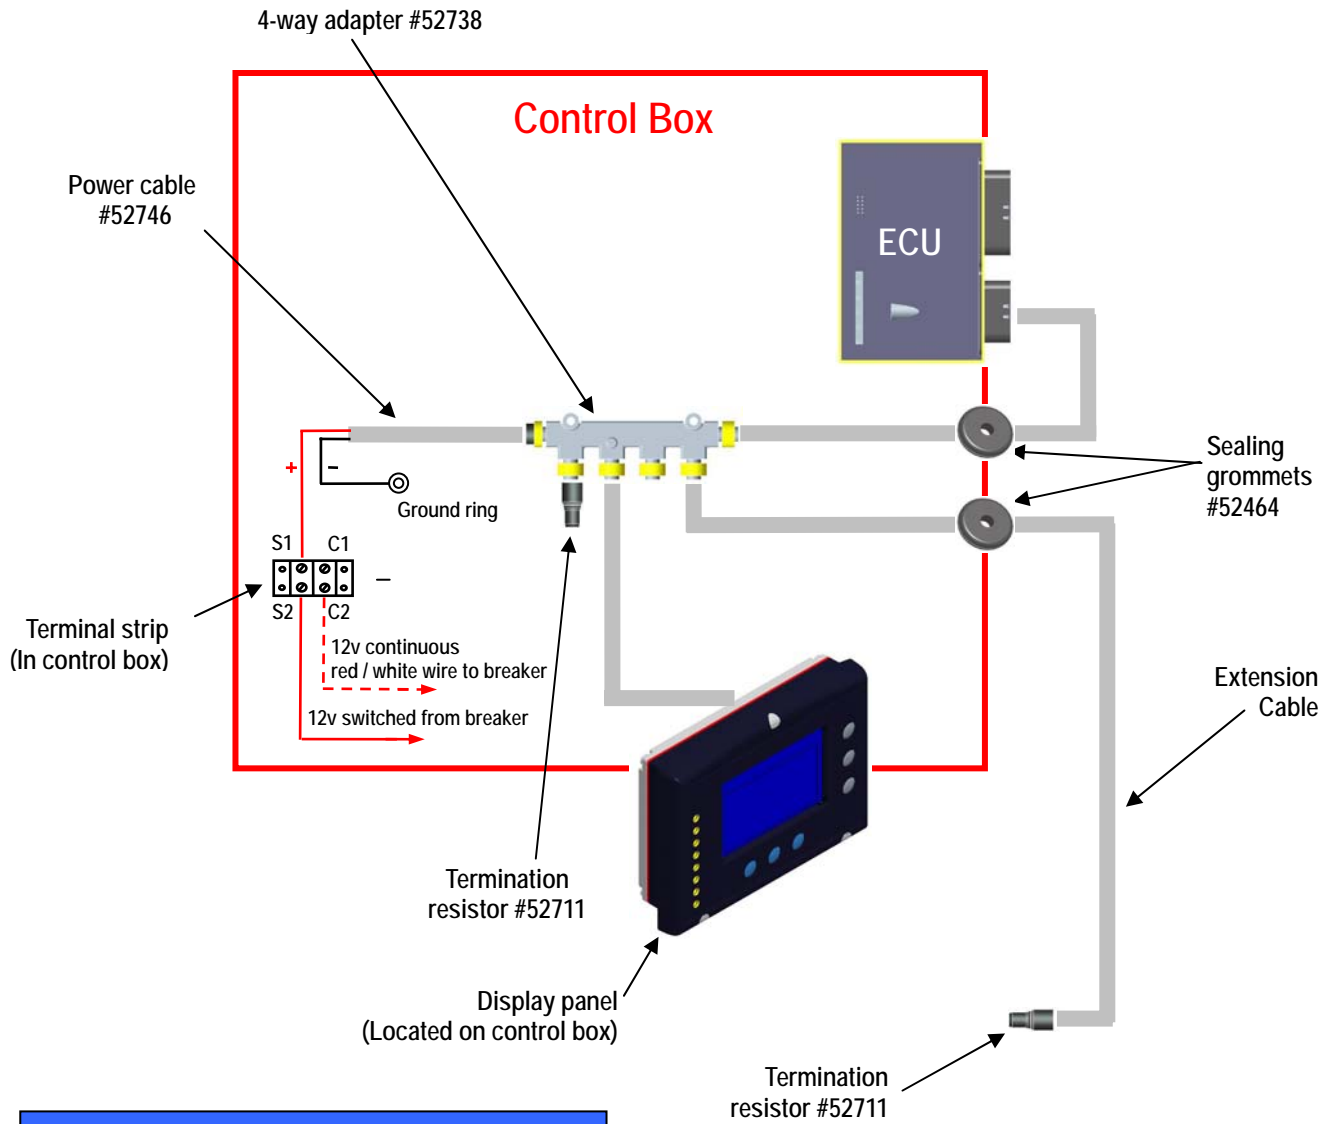 4-way adapter #52738
Control Box
Power cable
#52746
ECU
Sealing
grommets
#52464
+
–
Ground ring
S1 C1
–
S2 C2
Terminal strip
(In control box)
12v continuous
red / white wire to breaker
12v switched from breaker
Extension
Cable
Termination
resistor #52711
Display panel
(Located on control box)
Termination
resistor #52711